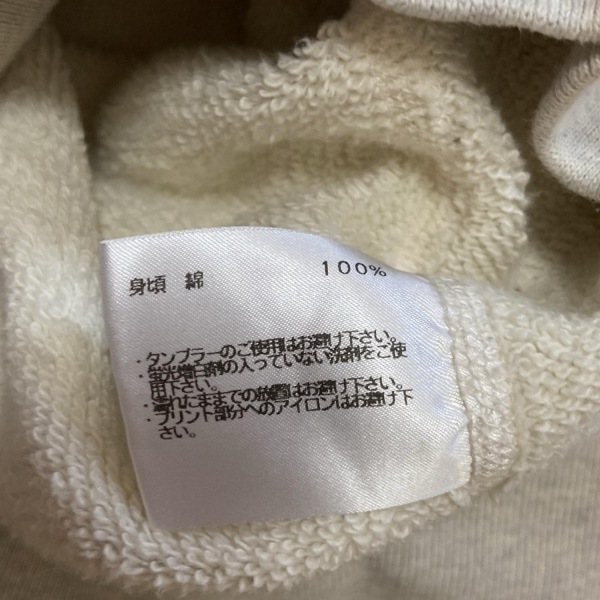 身頃 綿 100%
・タンブラーのご使用はお避け下さい。
・蛍光増白剤の入っていない洗剤をご使
用下さい。
・濡れたままでの放置はお避け下さい。
・プリント部分へのアイロンはお避け下
さい。